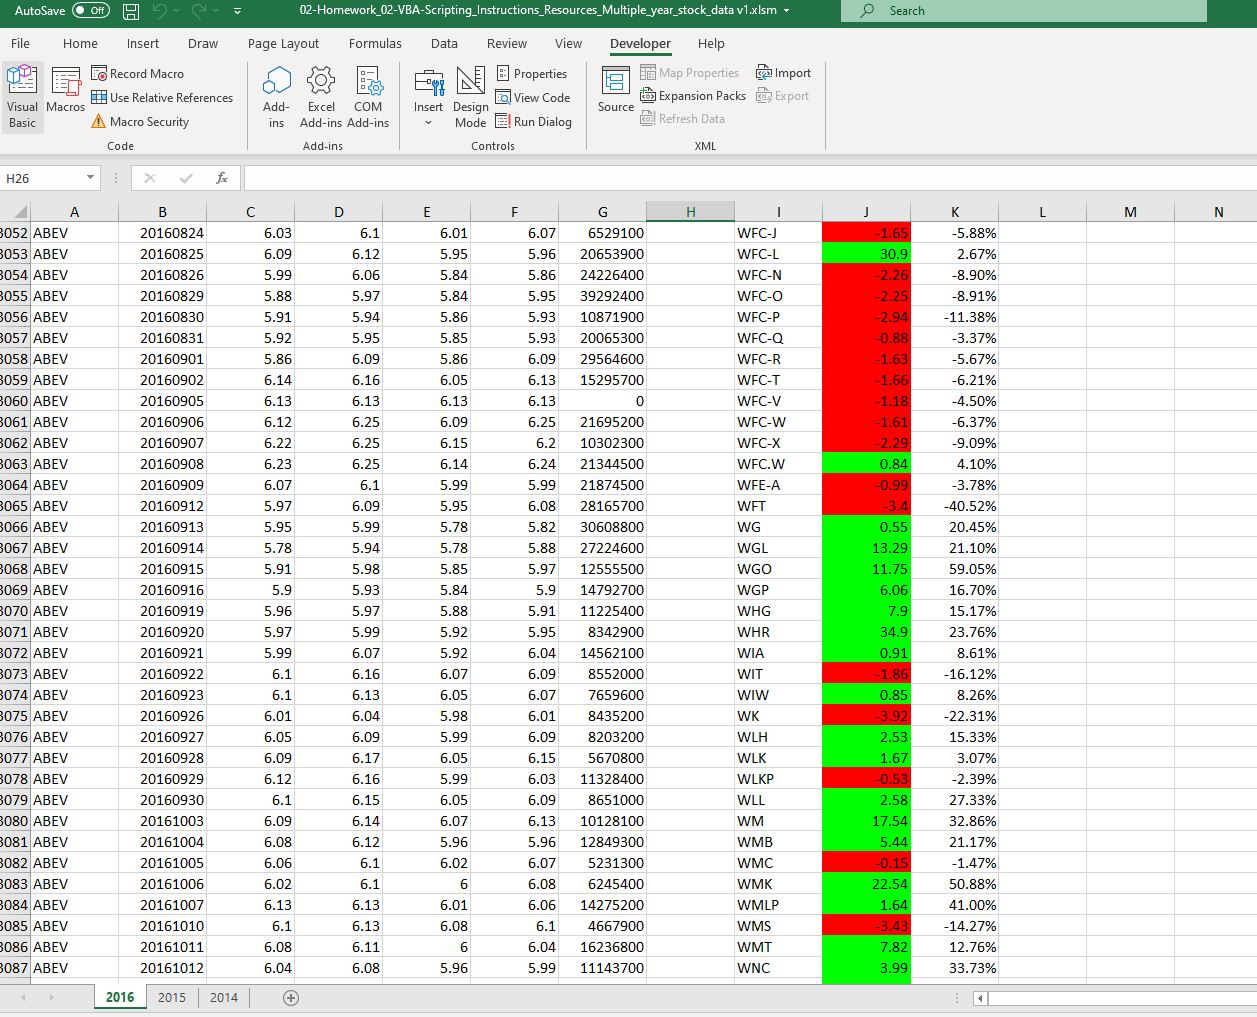 AutoSave Off 02-Homework_02-VBA-Scripting_Instructions_Resources_Multiple_year_stock_data v1.xlsm Search
File Home Insert Draw Page Layout Formulas Data Review View Developer Help
Visual Basic
Macros
Record Macro
Use Relative References
Macro Security
Code
Add-ins
Excel Add-ins
COM Add-ins
Add-ins
Insert
Design Mode
Properties
View Code
Run Dialog
Controls
Source
Map Properties
Expansion Packs
Refresh Data
Import
Export
XML
H26 fx
A B C D E F G H I J K L M N
3052 ABEV 20160824 6.03 6.1 6.01 6.07 6529100 WFC-J -1.65 -5.88%
3053 ABEV 20160825 6.09 6.12 5.95 5.96 20653900 WFC-L 30.9 2.67%
3054 ABEV 20160826 5.99 6.06 5.84 5.86 24226400 WFC-N -2.26 -8.90%
3055 ABEV 20160829 5.88 5.97 5.84 5.95 39292400 WFC-O -2.25 -8.91%
3056 ABEV 20160830 5.91 5.94 5.86 5.93 10871900 WFC-P -2.94 -11.38%
3057 ABEV 20160831 5.92 5.95 5.85 5.93 20065300 WFC-Q -0.88 -3.37%
3058 ABEV 20160901 5.86 6.09 5.86 6.09 29564600 WFC-R -1.63 -5.67%
3059 ABEV 20160902 6.14 6.16 6.05 6.13 15295700 WFC-T -1.66 -6.21%
3060 ABEV 20160905 6.13 6.13 6.13 6.13 0 WFC-V -1.18 -4.50%
3061 ABEV 20160906 6.12 6.25 6.09 6.25 21695200 WFC-W -1.61 -6.37%
3062 ABEV 20160907 6.22 6.25 6.15 6.2 10302300 WFC-X -2.29 -9.09%
3063 ABEV 20160908 6.23 6.25 6.14 6.24 21344500 WFC.W 0.84 4.10%
3064 ABEV 20160909 6.07 6.1 5.99 5.99 21874500 WFE-A -0.99 -3.78%
3065 ABEV 20160912 5.97 6.09 5.95 6.08 28165700 WFT -3.4 -40.52%
3066 ABEV 20160913 5.95 5.99 5.78 5.82 30608800 WG 0.55 20.45%
3067 ABEV 20160914 5.78 5.94 5.78 5.88 27224600 WGL 13.29 21.10%
3068 ABEV 20160915 5.91 5.98 5.85 5.97 12555500 WGO 11.75 59.05%
3069 ABEV 20160916 5.9 5.93 5.84 5.9 14792700 WGP 6.06 16.70%
3070 ABEV 20160919 5.96 5.97 5.88 5.91 11225400 WHG 7.9 15.17%
3071 ABEV 20160920 5.97 5.99 5.92 5.95 8342900 WHR 34.9 23.76%
3072 ABEV 20160921 5.99 6.07 5.92 6.04 14562100 WIA 0.91 8.61%
3073 ABEV 20160922 6.1 6.16 6.07 6.09 8552000 WIT -1.86 -16.12%
3074 ABEV 20160923 6.1 6.13 6.05 6.07 7659600 WIW 0.85 8.26%
3075 ABEV 20160926 6.01 6.04 5.98 6.01 8435200 WK -3.92 -22.31%
3076 ABEV 20160927 6.05 6.09 5.99 6.09 8203200 WLH 2.53 15.33%
3077 ABEV 20160928 6.09 6.17 6.05 6.15 5670800 WLK 1.67 3.07%
3078 ABEV 20160929 6.12 6.16 5.99 6.03 11328400 WLKP -0.53 -2.39%
3079 ABEV 20160930 6.1 6.15 6.05 6.09 8651000 WLL 2.58 27.33%
3080 ABEV 20161003 6.09 6.14 6.07 6.13 10128100 WM 17.54 32.86%
3081 ABEV 20161004 6.08 6.12 5.96 5.96 12849300 WMB 5.44 21.17%
3082 ABEV 20161005 6.06 6.1 6.02 6.07 5231300 WMC -0.15 -1.47%
3083 ABEV 20161006 6.02 6.1 6 6.08 6245400 WMK 22.54 50.88%
3084 ABEV 20161007 6.13 6.13 6.01 6.06 14275200 WMLP 1.64 41.00%
3085 ABEV 20161010 6.1 6.13 6.08 6.1 4667900 WMS -3.43 -14.27%
3086 ABEV 20161011 6.08 6.11 6 6.04 16236800 WMT 7.82 12.76%
3087 ABEV 20161012 6.04 6.08 5.96 5.99 11143700 WNC 3.99 33.73%
2016 2015 2014